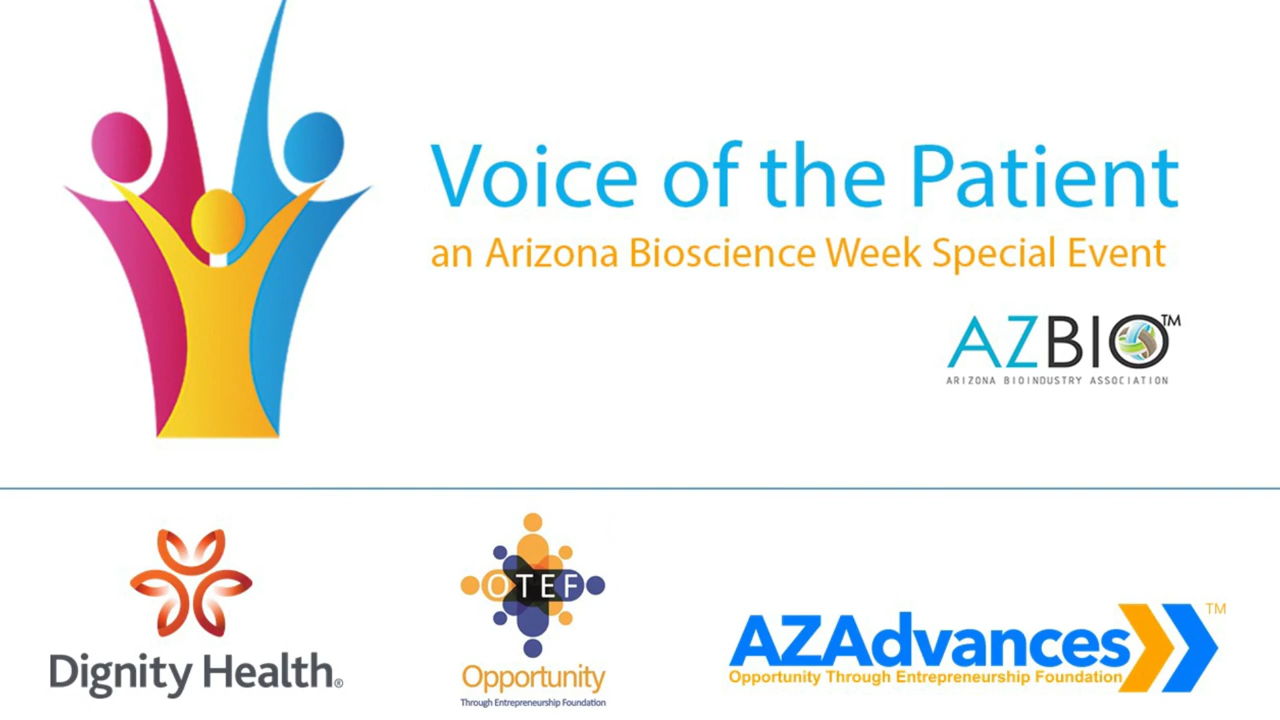 Voice of the Patient
an Arizona Bioscience Week Special Event
AZBIO™
ARIZONA BIOINDUSTRY ASSOCIATION
Dignity Health®
OTEF
Opportunity
Through Entrepreneurship Foundation
AZAdvances™
Opportunity Through Entrepreneurship Foundation